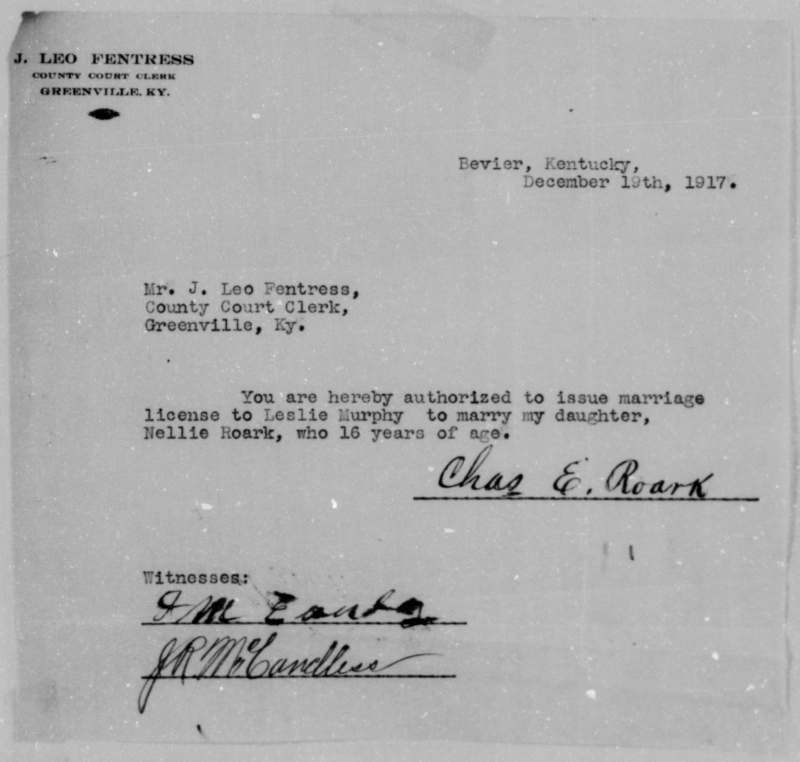 J. LEO FENTRESS
COUNTY COURT CLERK
GREENVILLE, KY.
Bevier, Kentucky,
December 19th, 1917.
Mr. J. Leo Fentress,
County Court Clerk,
Greenville, Ky.
You are hereby authorized to issue marriage
license to Leslie Murphy to marry my daughter,
Nellie Roark, who 16 years of age.
Chas E. Roark
Witnesses:
J R McCandless